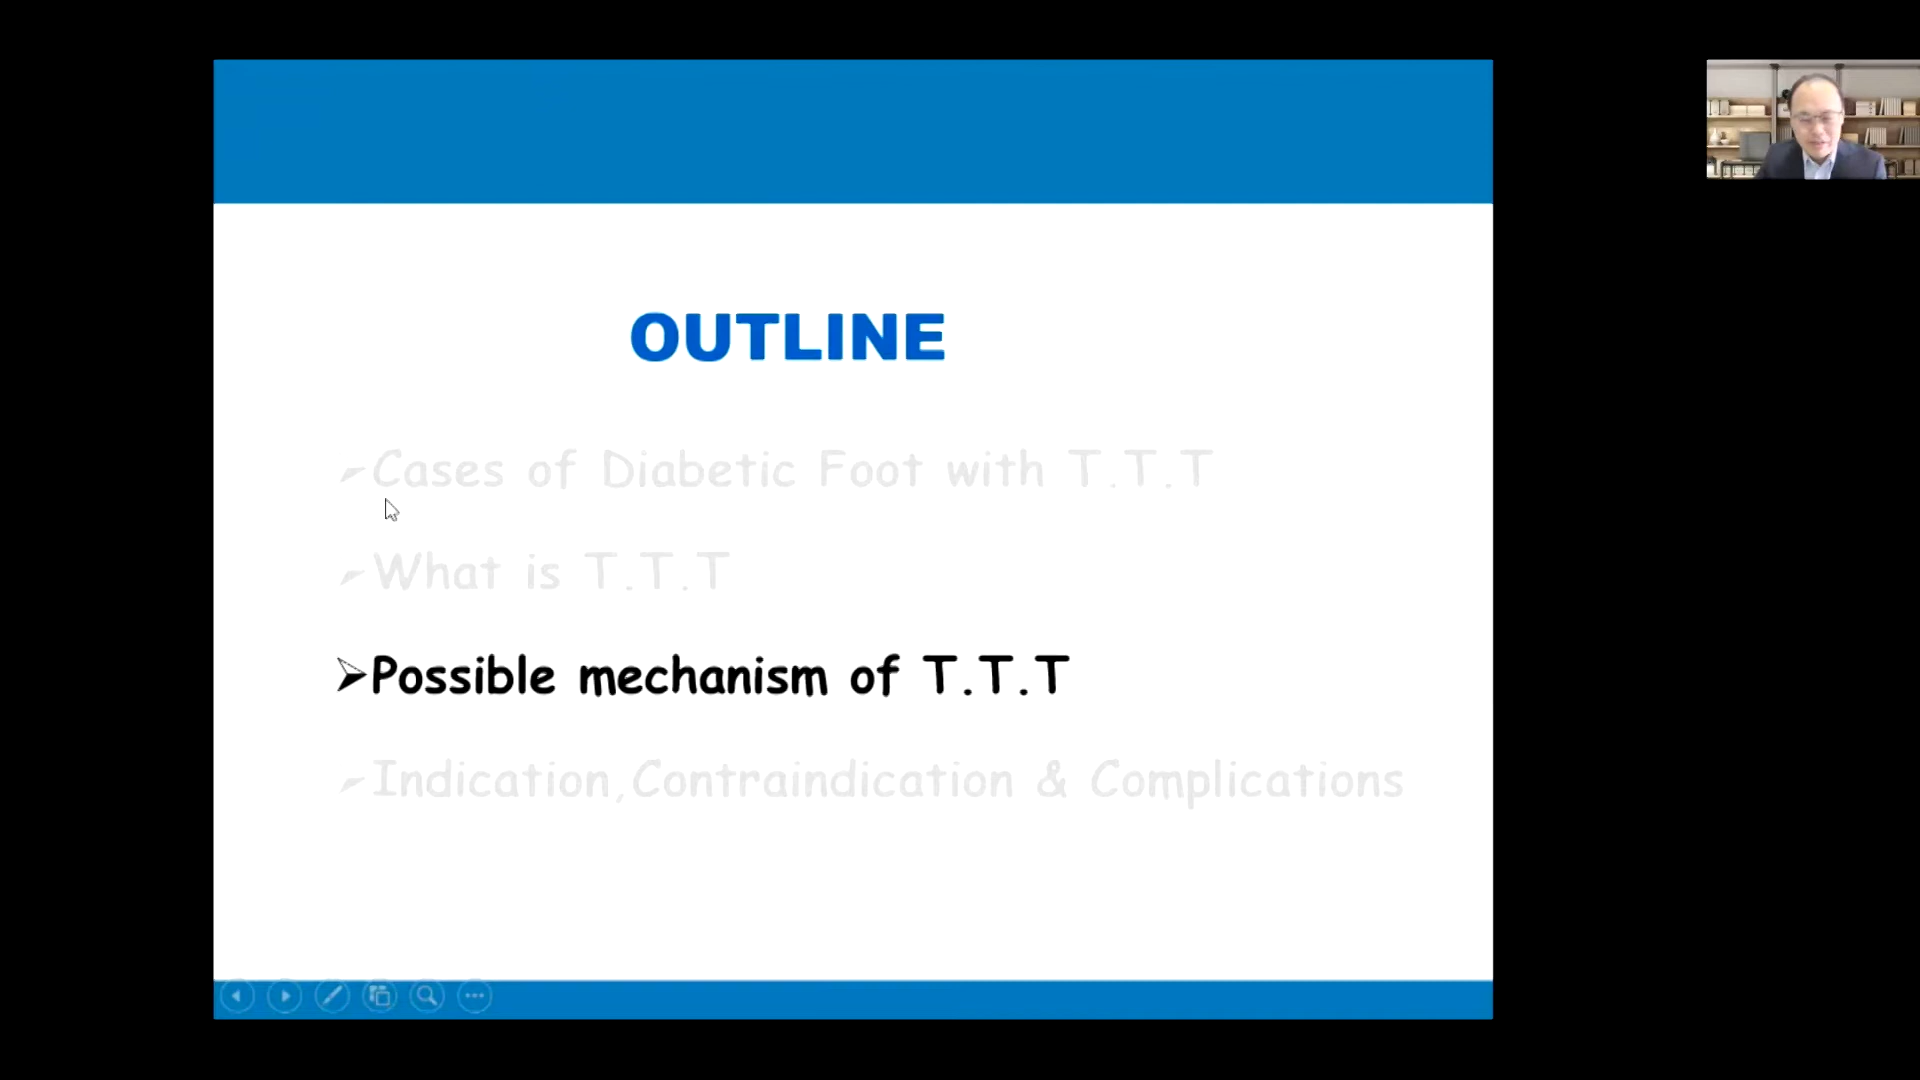 OUTLINE
➢Cases of Diabetic Foot with T.T.T
➢What is T.T.T
➢Possible mechanism of T.T.T
➢Indication,Contraindication & Complications